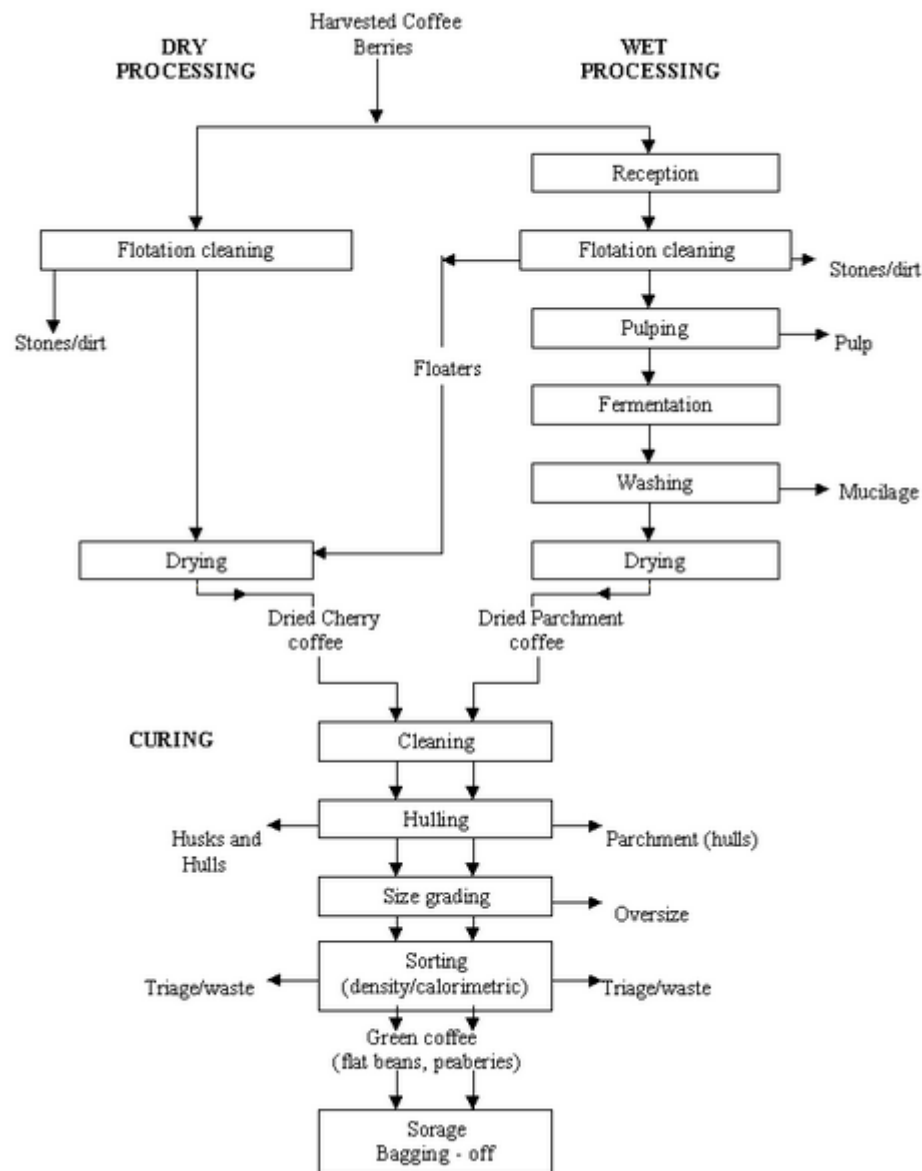 Harvested Coffee
Berries
DRY
PROCESSING
WET
PROCESSING
Reception
Flotation cleaning
Flotation cleaning
Stones/dirt
Stones/dirt
Pulping
Pulp
Floaters
Fermentation
Washing
Mucilage
Drying
Drying
Dried Cherry
coffee
Dried Parchment
coffee
CURING
Cleaning
Hulling
Husks and
Hulls
Parchment (hulls)
Size grading
Oversize
Sorting
(density/calorimetric)
Triage/waste
Triage/waste
Green coffee
(flat beans, peaberies)
Sorage
Bagging - off